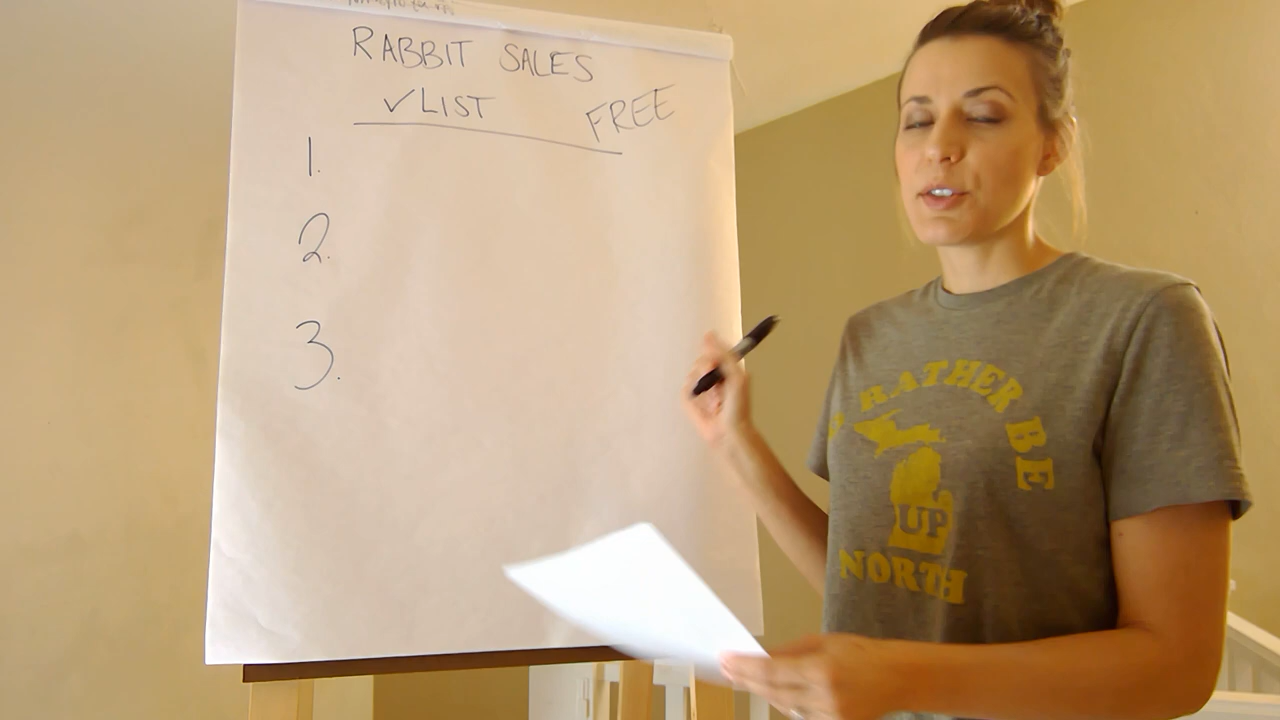 RABBIT SALES
✓LIST
FREE
1.
2.
3.
RATHER BE
UP
NORTH